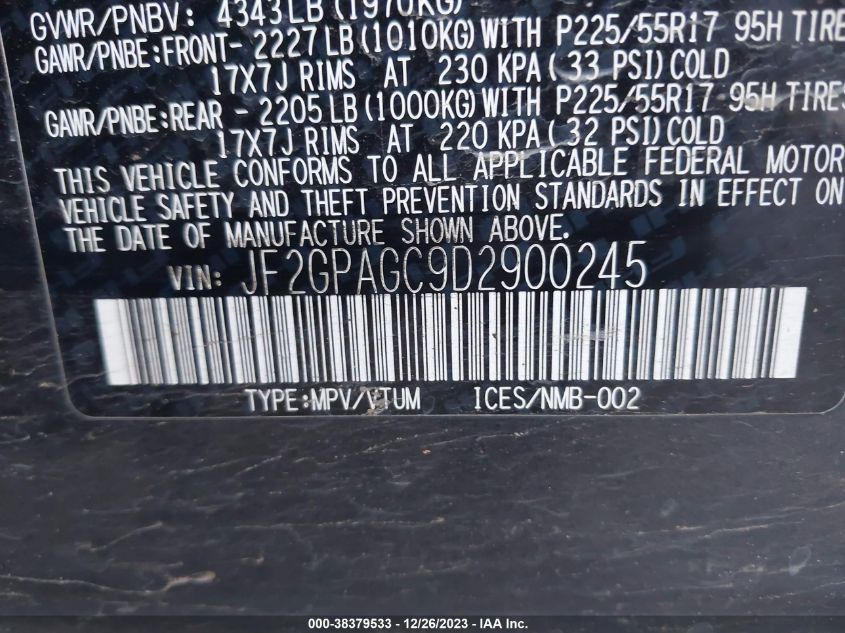 GVWR/PNBV: 4343LB(1970KG)
GAWR/PNBE:FRONT- 2227LB(1010KG)WITH P225/55R17 95H TIRE
17X7J RIMS AT 230 KPA(33 PSI)COLD
GAWR/PNBE:REAR - 2205LB(1000KG)WITH P225/55R17 95H TIRES
17X7J RIMS AT 220 KPA(32 PSI)COLD
THIS VEHICLE CONFORMS TO ALL APPLICABLE FEDERAL MOTOR
VEHICLE SAFETY AND THEFT PREVENTION STANDARDS IN EFFECT ON
THE DATE OF MANUFACTURE SHOWN ABOVE.
VIN: JF2GPAGC9D2900245
TYPE:MPV/VTUM ICES/NMB-002
000-38379533 - 12/26/2023 - IAA Inc.